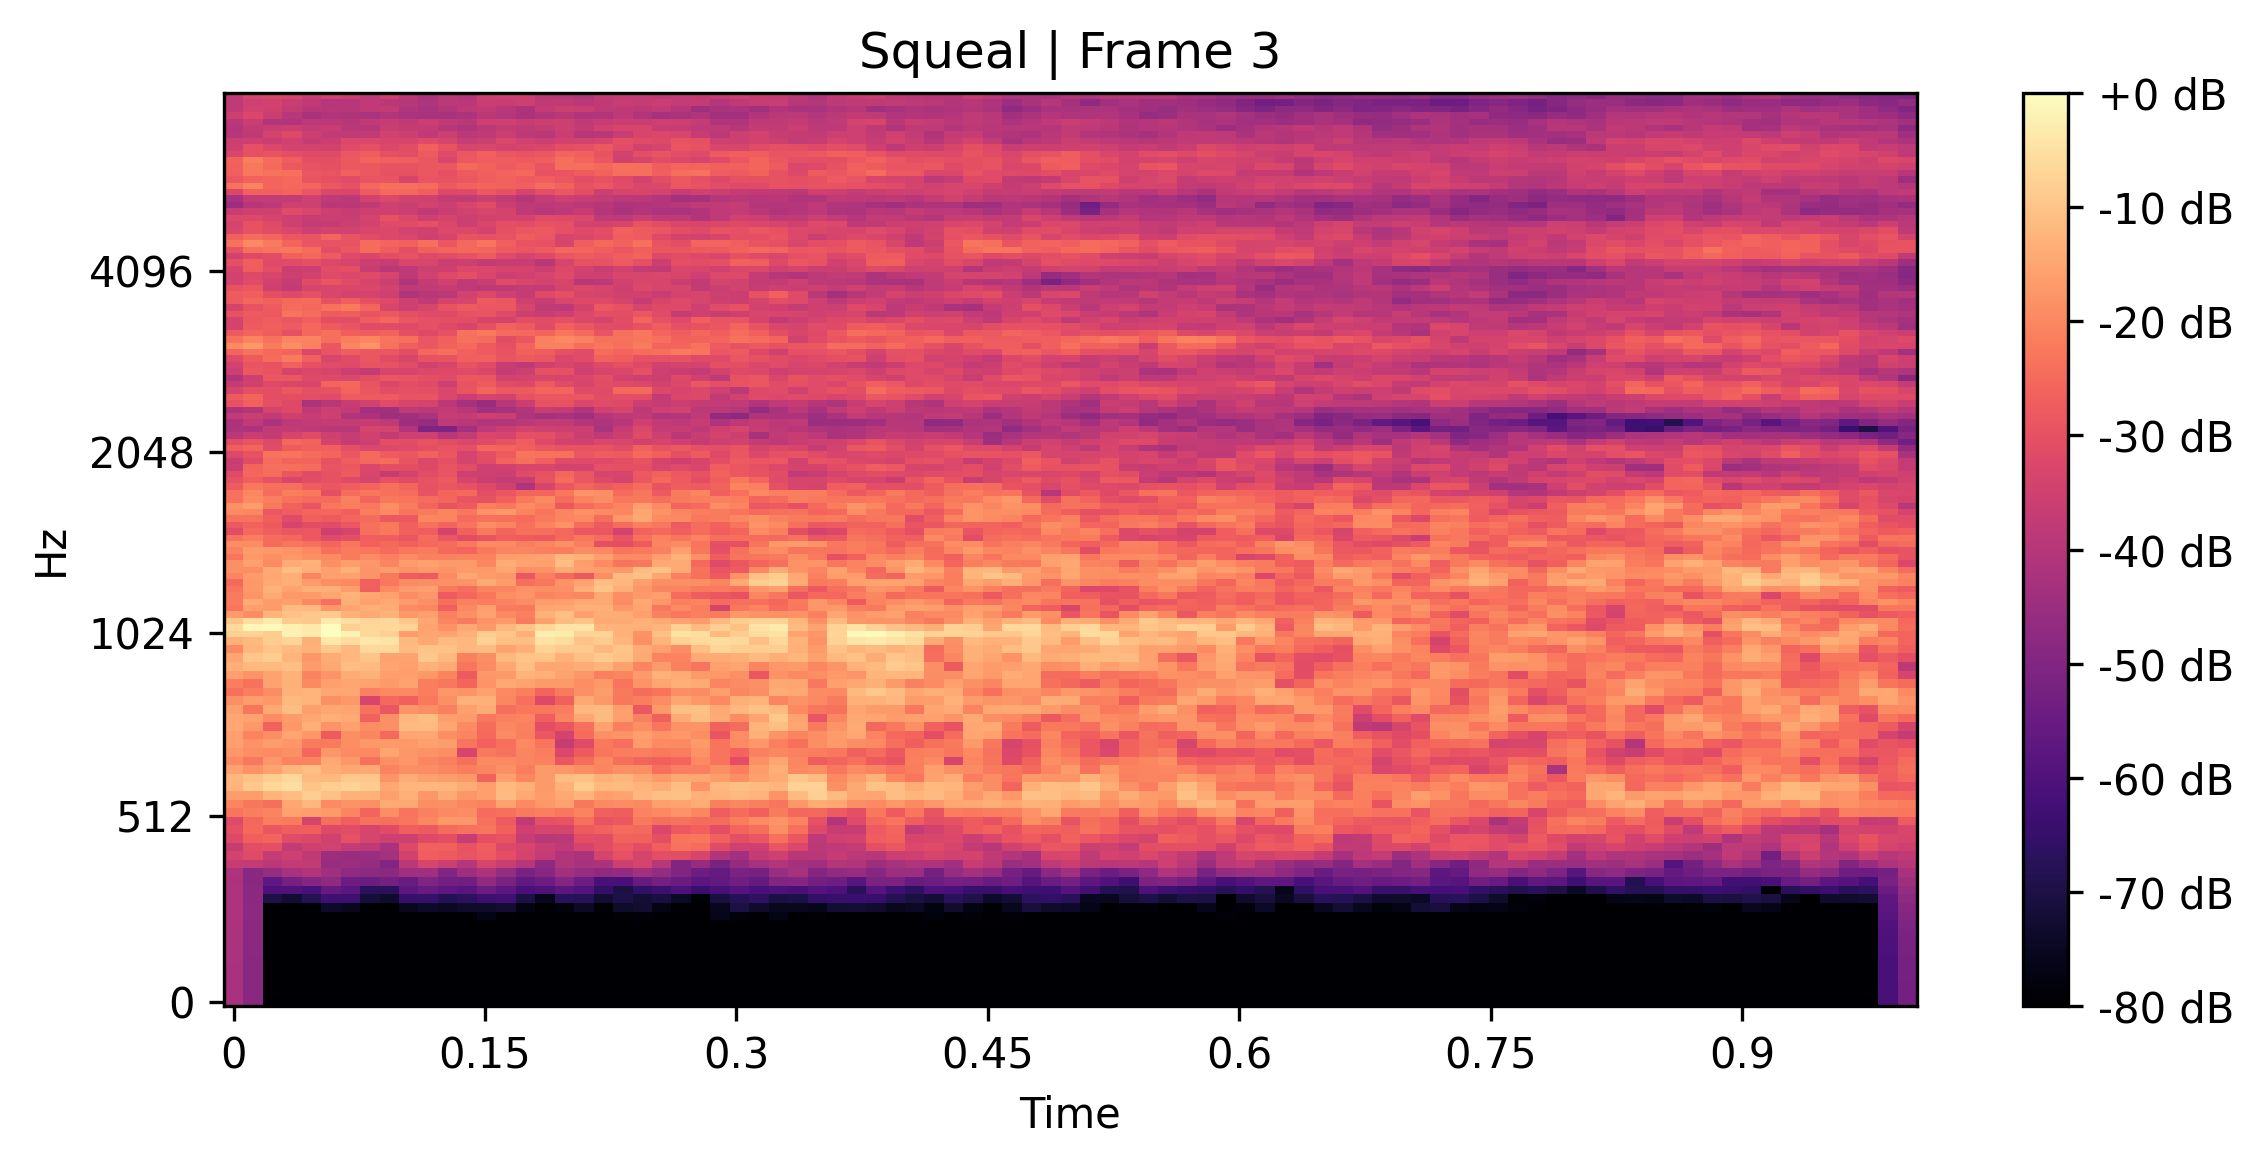 Squeal | Frame 3
+0 dB
-10 dB
-20 dB
-30 dB
-40 dB
-50 dB
-60 dB
-70 dB
-80 dB
Hz
4096
2048
1024
512
0
0 0.15 0.3 0.45 0.6 0.75 0.9
Time